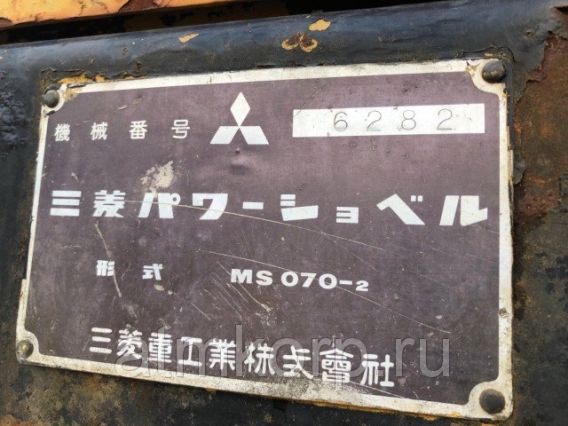 機械番号 6282
三菱パワーショベル
形式 MS070-2
三菱重工業株式會社
atmkorp.ru